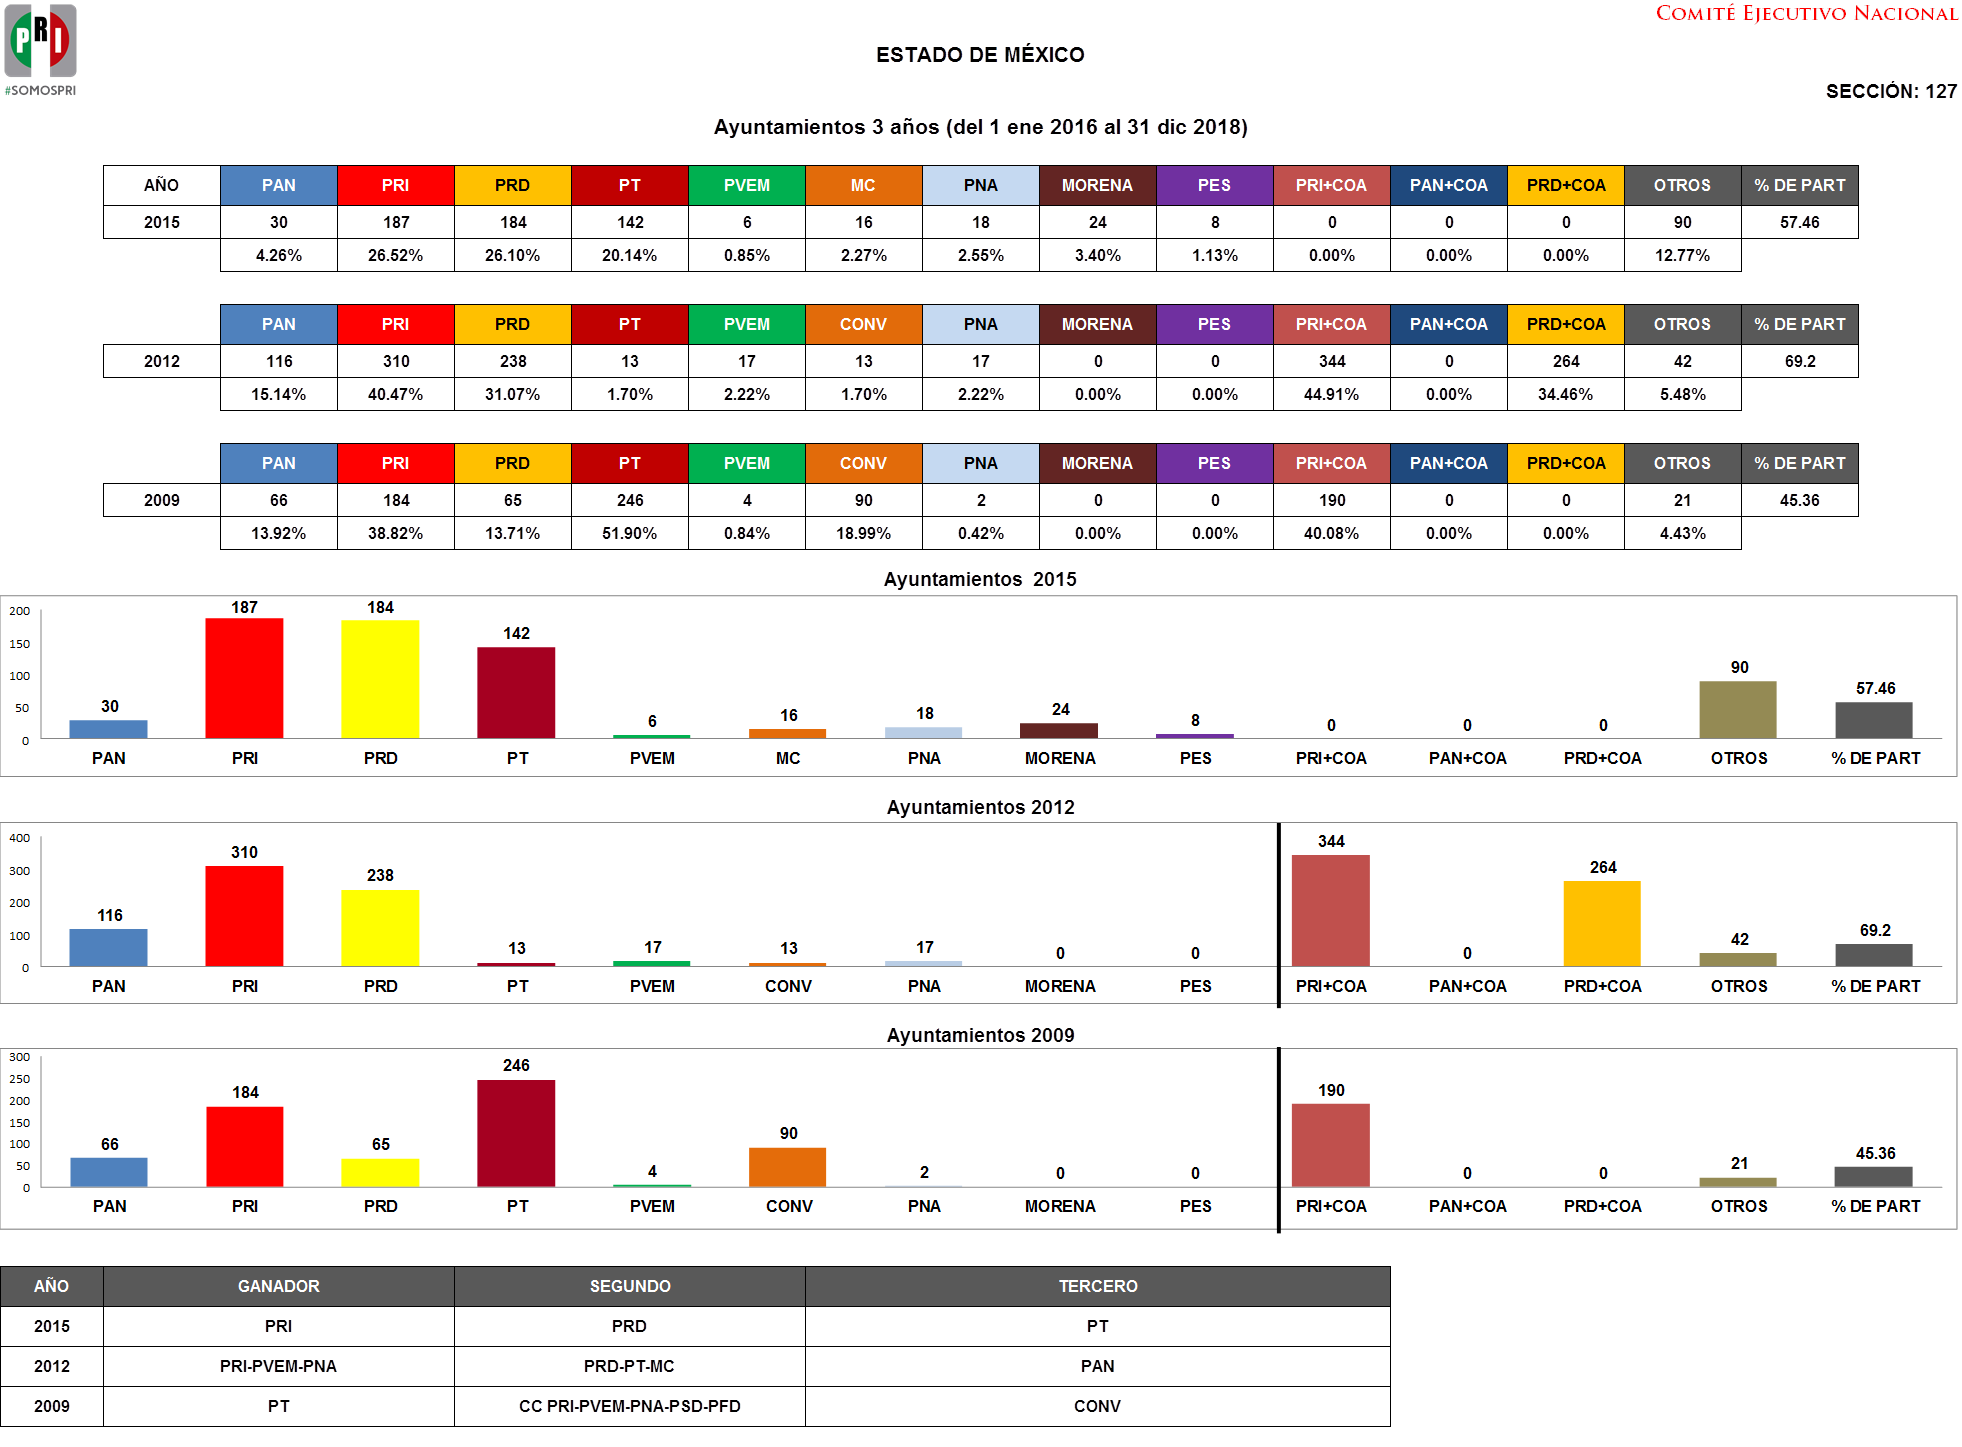 PRI
#SOMOSPRI
COMITÉ EJECUTIVO NACIONAL
ESTADO DE MÉXICO
SECCIÓN: 127
Ayuntamientos 3 años (del 1 ene 2016 al 31 dic 2018)
AÑO PAN PRI PRD PT PVEM MC PNA MORENA PES PRI+COA PAN+COA PRD+COA OTROS % DE PART
2015 30 187 184 142 6 16 18 24 8 0 0 0 90 57.46
4.26% 26.52% 26.10% 20.14% 0.85% 2.27% 2.55% 3.40% 1.13% 0.00% 0.00% 0.00% 12.77%
PAN PRI PRD PT PVEM CONV PNA MORENA PES PRI+COA PAN+COA PRD+COA OTROS % DE PART
2012 116 310 238 13 17 13 17 0 0 344 0 264 42 69.2
15.14% 40.47% 31.07% 1.70% 2.22% 1.70% 2.22% 0.00% 0.00% 44.91% 0.00% 34.46% 5.48%
PAN PRI PRD PT PVEM CONV PNA MORENA PES PRI+COA PAN+COA PRD+COA OTROS % DE PART
2009 66 184 65 246 4 90 2 0 0 190 0 0 21 45.36
13.92% 38.82% 13.71% 51.90% 0.84% 18.99% 0.42% 0.00% 0.00% 40.08% 0.00% 0.00% 4.43%
Ayuntamientos 2015
200
150
100
50
0
30 187 184 142 6 16 18 24 8 0 0 0 90 57.46
PAN PRI PRD PT PVEM MC PNA MORENA PES PRI+COA PAN+COA PRD+COA OTROS % DE PART
Ayuntamientos 2012
400
300
200
100
0
116 310 238 13 17 13 17 0 0 344 0 264 42 69.2
PAN PRI PRD PT PVEM CONV PNA MORENA PES PRI+COA PAN+COA PRD+COA OTROS % DE PART
Ayuntamientos 2009
300
250
200
150
100
50
0
66 184 65 246 4 90 2 0 0 190 0 0 21 45.36
PAN PRI PRD PT PVEM CONV PNA MORENA PES PRI+COA PAN+COA PRD+COA OTROS % DE PART
AÑO GANADOR SEGUNDO TERCERO
2015 PRI PRD PT
2012 PRI-PVEM-PNA PRD-PT-MC PAN
2009 PT CC PRI-PVEM-PNA-PSD-PFD CONV